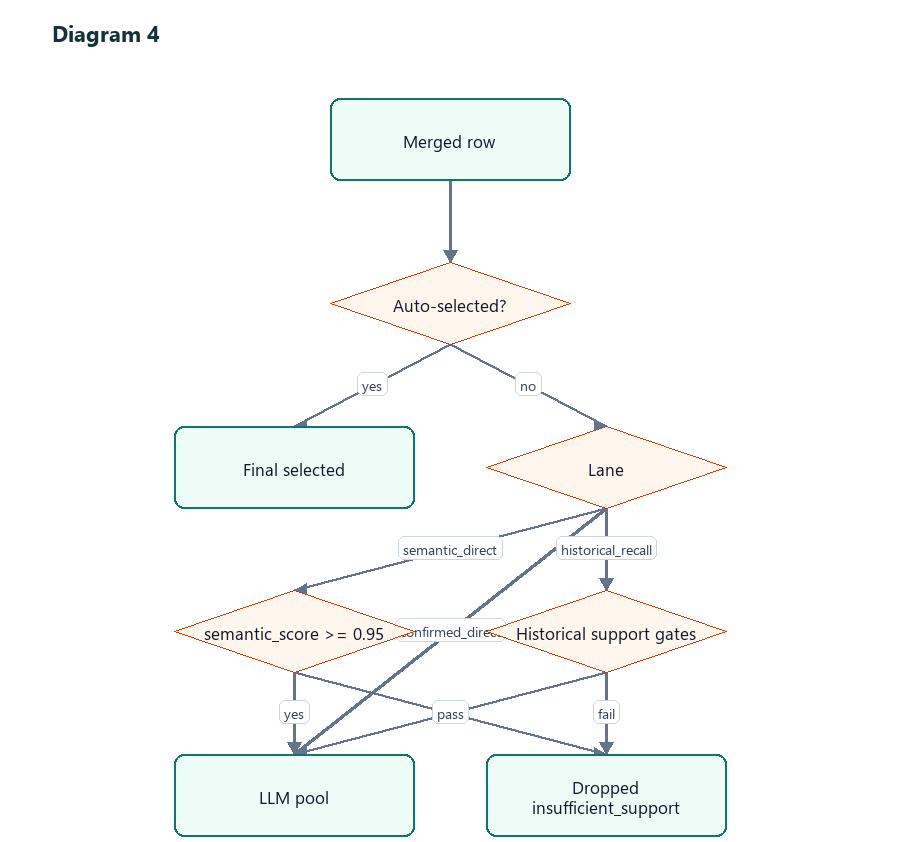 Diagram 4
Merged row
Auto-selected?
yes
no
Final selected
Lane
semantic_direct
historical_recall
semantic_score >= 0.95
Historical support gates
yes
pass
fail
LLM pool
Dropped
insufficient_support